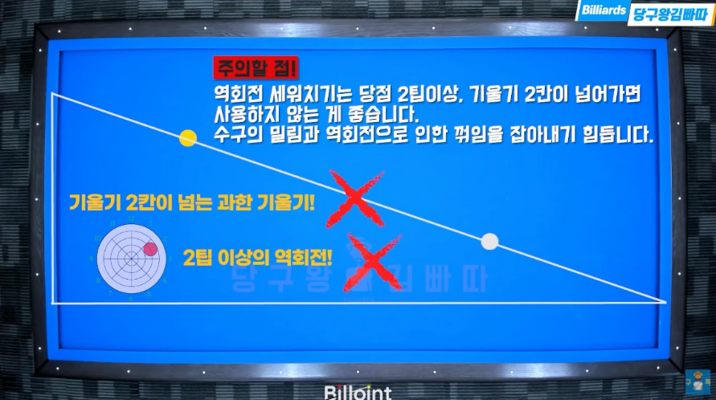 Billiards
당구왕김빠따
주의할 점!
역회전 세워치기는 당점 2팁이상, 기울기 2칸이 넘어가면
사용하지 않는 게 좋습니다.
수구의 밀림과 역회전으로 인한 꺾임을 잡아내기 힘듭니다.
기울기 2칸이 넘는 과한 기울기!
2팁 이상의 역회전!
당구왕김빠따
Billoint